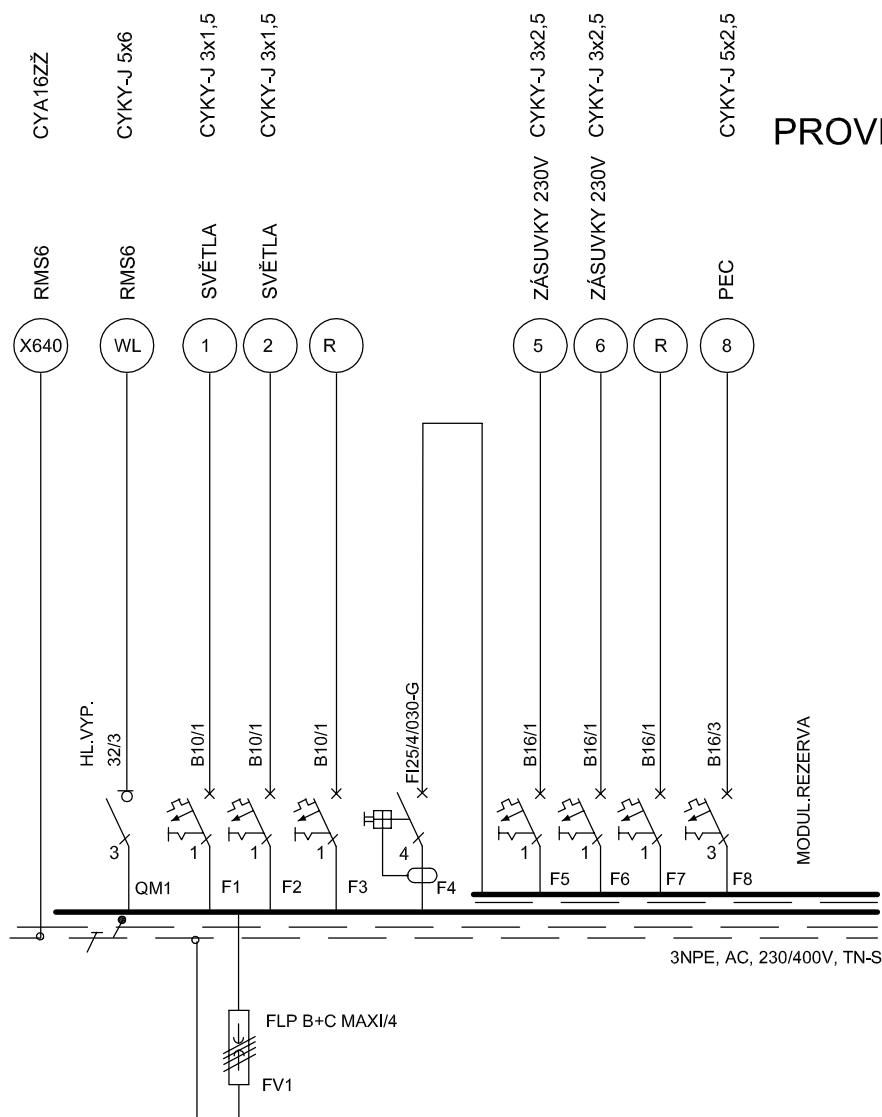 CYA16ZŽ
CYKY-J 5x6
CYKY-J 3x1,5
CYKY-J 3x1,5
CYKY-J 3x2,5
CYKY-J 3x2,5
CYKY-J 5x2,5
RMS6
RMS6
SVĚTLA
SVĚTLA
ZÁSUVKY 230V
ZÁSUVKY 230V
PEC
X640
WL
1
2
R
5
6
R
8
HL.VYP.
32/3
B10/1
B10/1
B10/1
FI25/4/030-G
B16/1
B16/1
B16/1
B16/3
MODUL.REZERVA
3
1
1
1
4
1
1
1
3
QM1
F1
F2
F3
F4
F5
F6
F7
F8
3NPE, AC, 230/400V, TN-S
FLP B+C MAXI/4
FV1